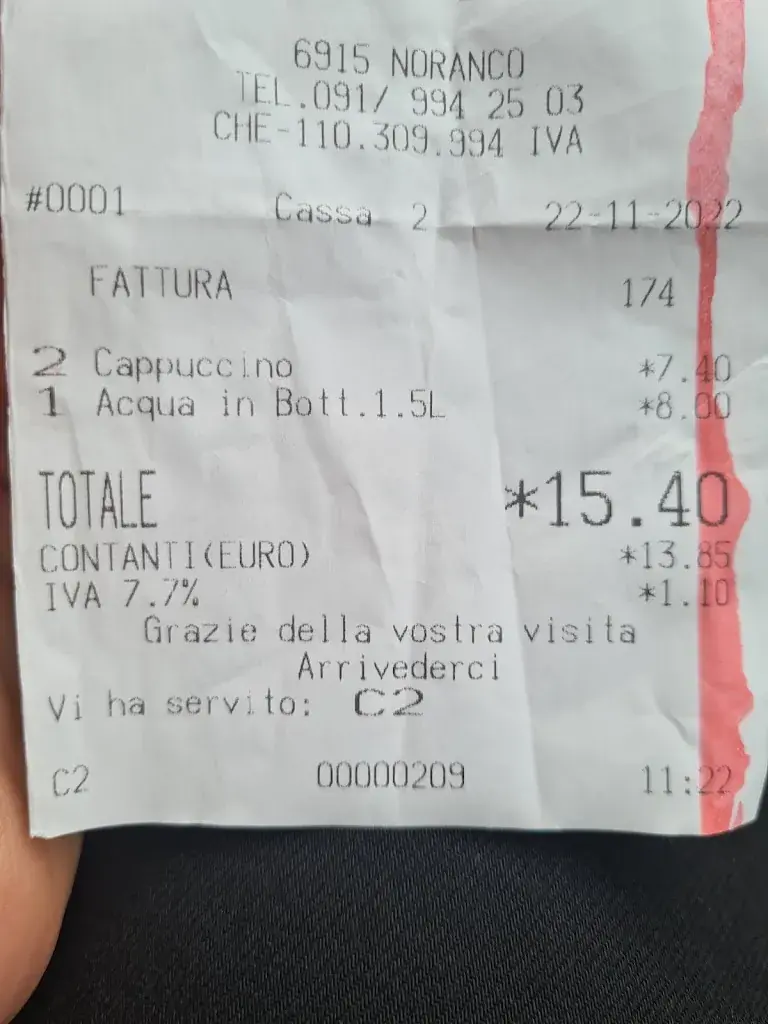 6915 NORANCO
TEL.091/ 994 25 03
CHE-110.309.994 IVA
#0001 Cassa 2 22-11-2022
FATTURA 174
2 Cappuccino *7.40
1 Acqua in Bott.1.5L *8.00
TOTALE *15.40
CONTANTI(EURO) *13.85
IVA 7.7% *1.10
Grazie della vostra visita
Arrivederci
Vi ha servito: C2
C2 00000209 11:22